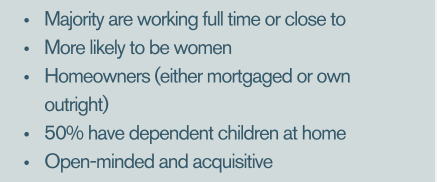 • Majority are working full time or close to
• More likely to be women
• Homeowners (either mortgaged or own
outright)
• 50% have dependent children at home
• Open-minded and acquisitive